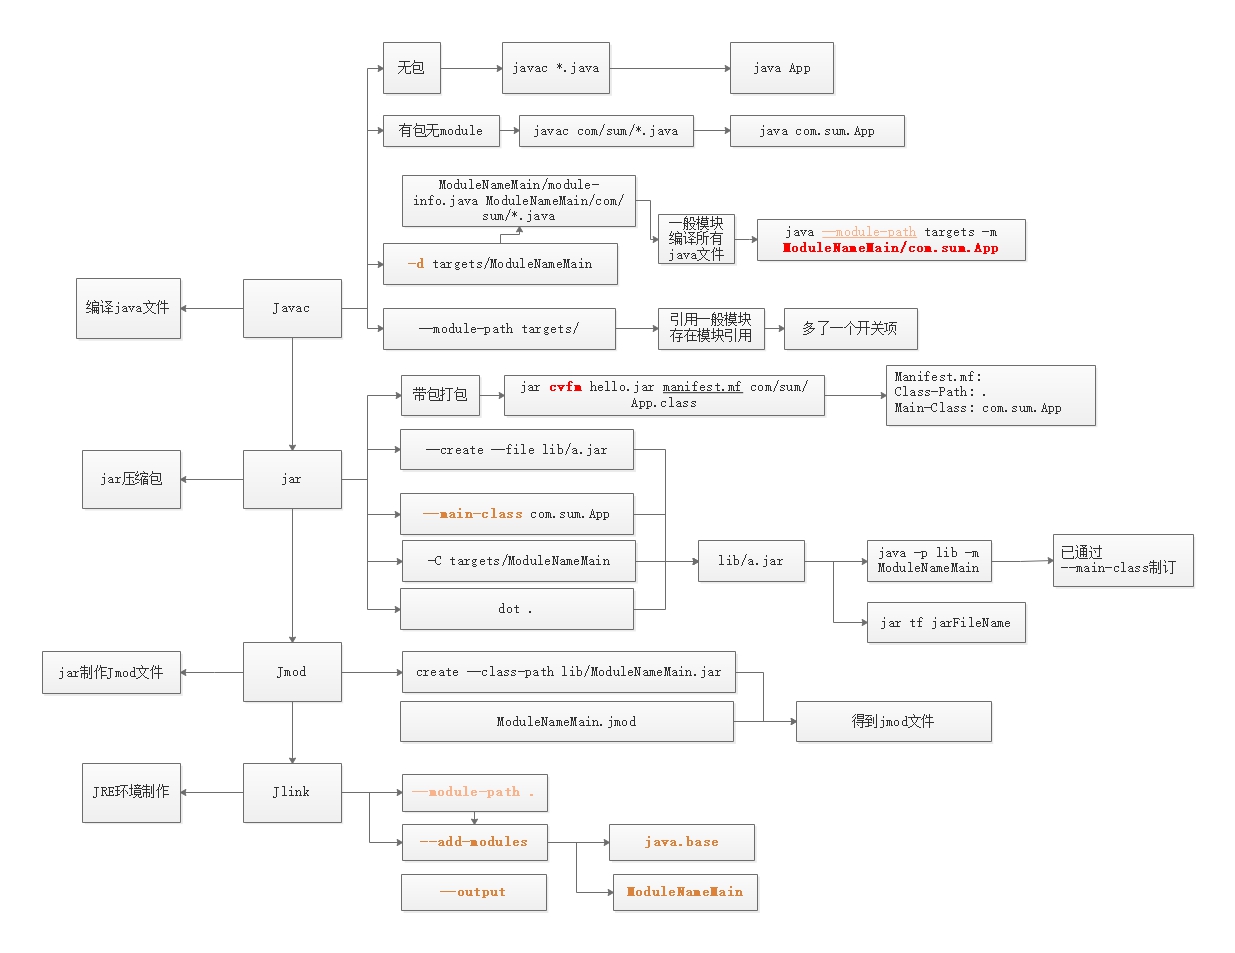 无包
javac *.java
java App
有包无module
javac com/sum/*.java
java com.sum.App
ModuleNameMain/module-
info.java ModuleNameMain/com/
sum/*.java
一般模块
编译所有
java文件
java —module-path targets -m
ModuleNameMain/com.sum.App
-d targets/ModuleNameMain
编译java文件
Javac
—module-path targets/
引用一般模块
存在模块引用
多了一个开关项
带包打包
jar cvfm hello.jar manifest.mf com/sum/
App.class
Manifest.mf:
Class-Path: .
Main-Class: com.sum.App
—create —file lib/a.jar
jar压缩包
jar
—main-class com.sum.App
-C targets/ModuleNameMain
lib/a.jar
java -p lib -m
ModuleNameMain
已通过
--main-class制订
dot .
jar tf jarFileName
jar制作Jmod文件
Jmod
create —class-path lib/ModuleNameMain.jar
ModuleNameMain.jmod
得到jmod文件
JRE环境制作
Jlink
—module-path .
--add-modules
java.base
—output
ModuleNameMain